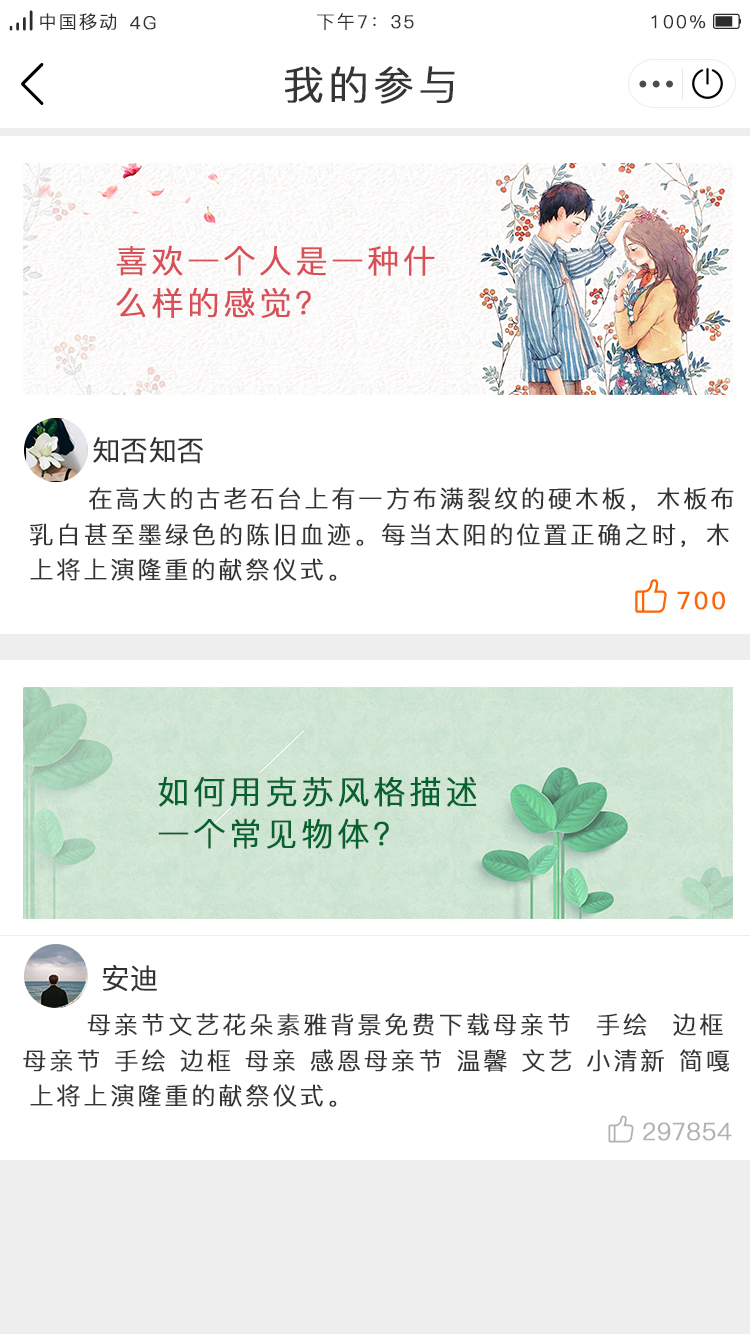 中国移动 4G 下午7：35 100%
我的参与
喜欢一个人是一种什
么样的感觉？
知否知否
在高大的古老石台上有一方布满裂纹的硬木板，木板布
乳白甚至墨绿色的陈旧血迹。每当太阳的位置正确之时，木
上将上演隆重的献祭仪式。
700
如何用克苏风格描述
一个常见物体？
安迪
母亲节文艺花朵素雅背景免费下载母亲节 手绘 边框
母亲节 手绘 边框 母亲 感恩母亲节 温馨 文艺 小清新 简嘎
上将上演隆重的献祭仪式。
297854